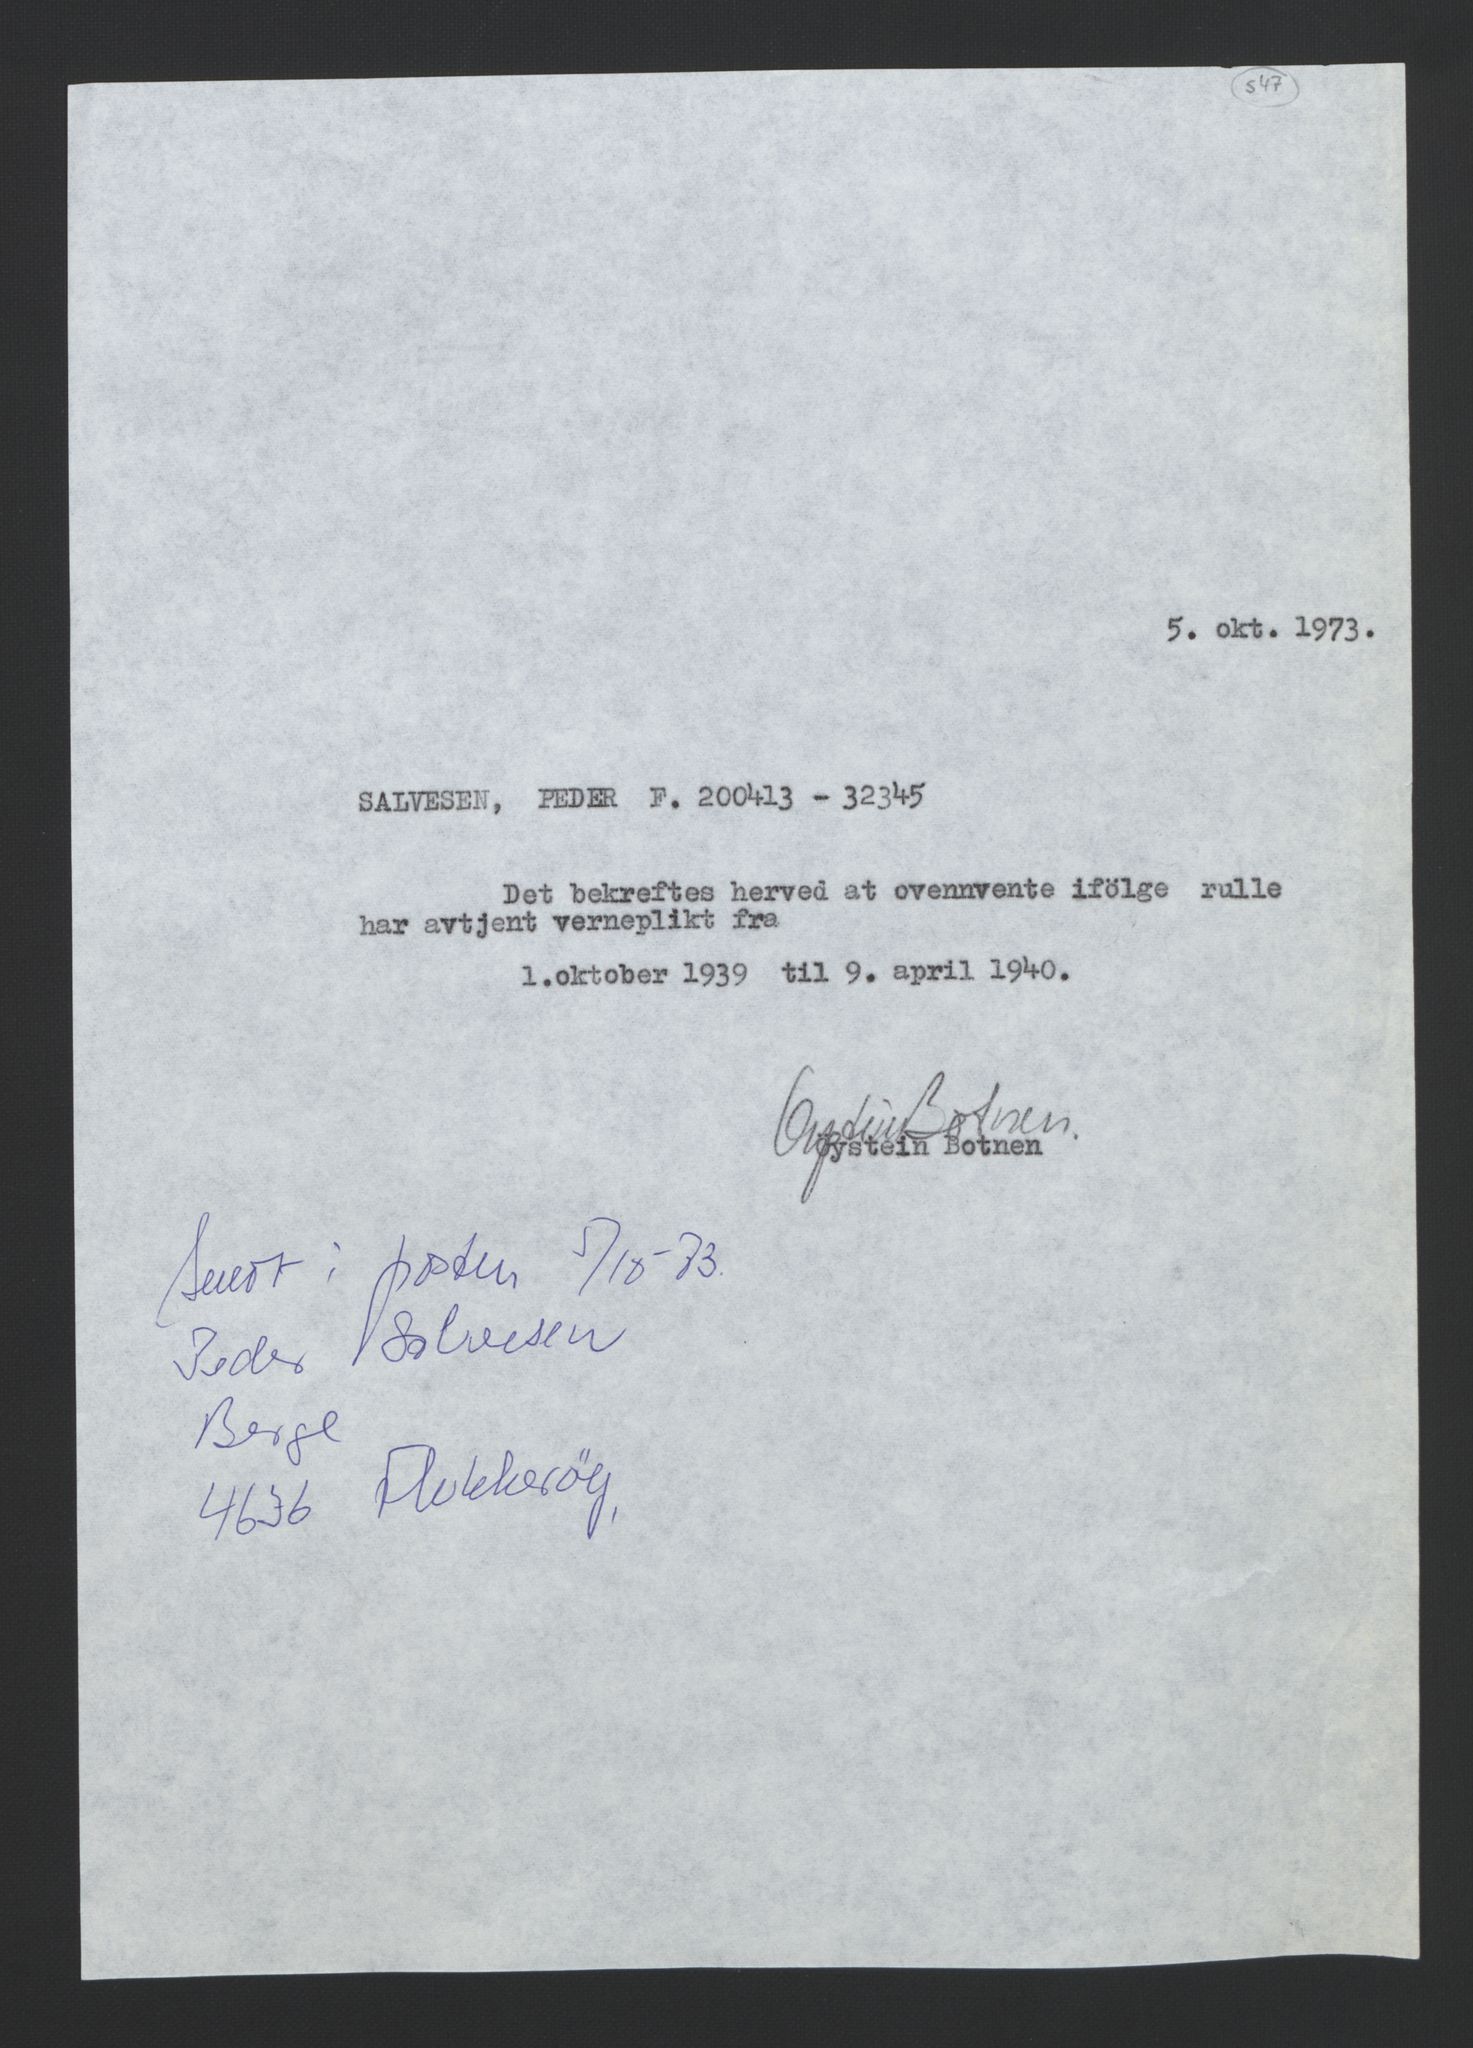 547
5. okt. 1973.
SALVESEN, PEDER F. 200413 - 32345
Det bekreftes herved at ovennvente ifölge rulle
har avtjent verneplikt fra
1.oktober 1939 til 9. april 1940.
Øystein Botnen.
Øystein Botnen
Sendt i posten 5/10-73.
Peder Salvesen
Berge
4636 Flekkeröy,